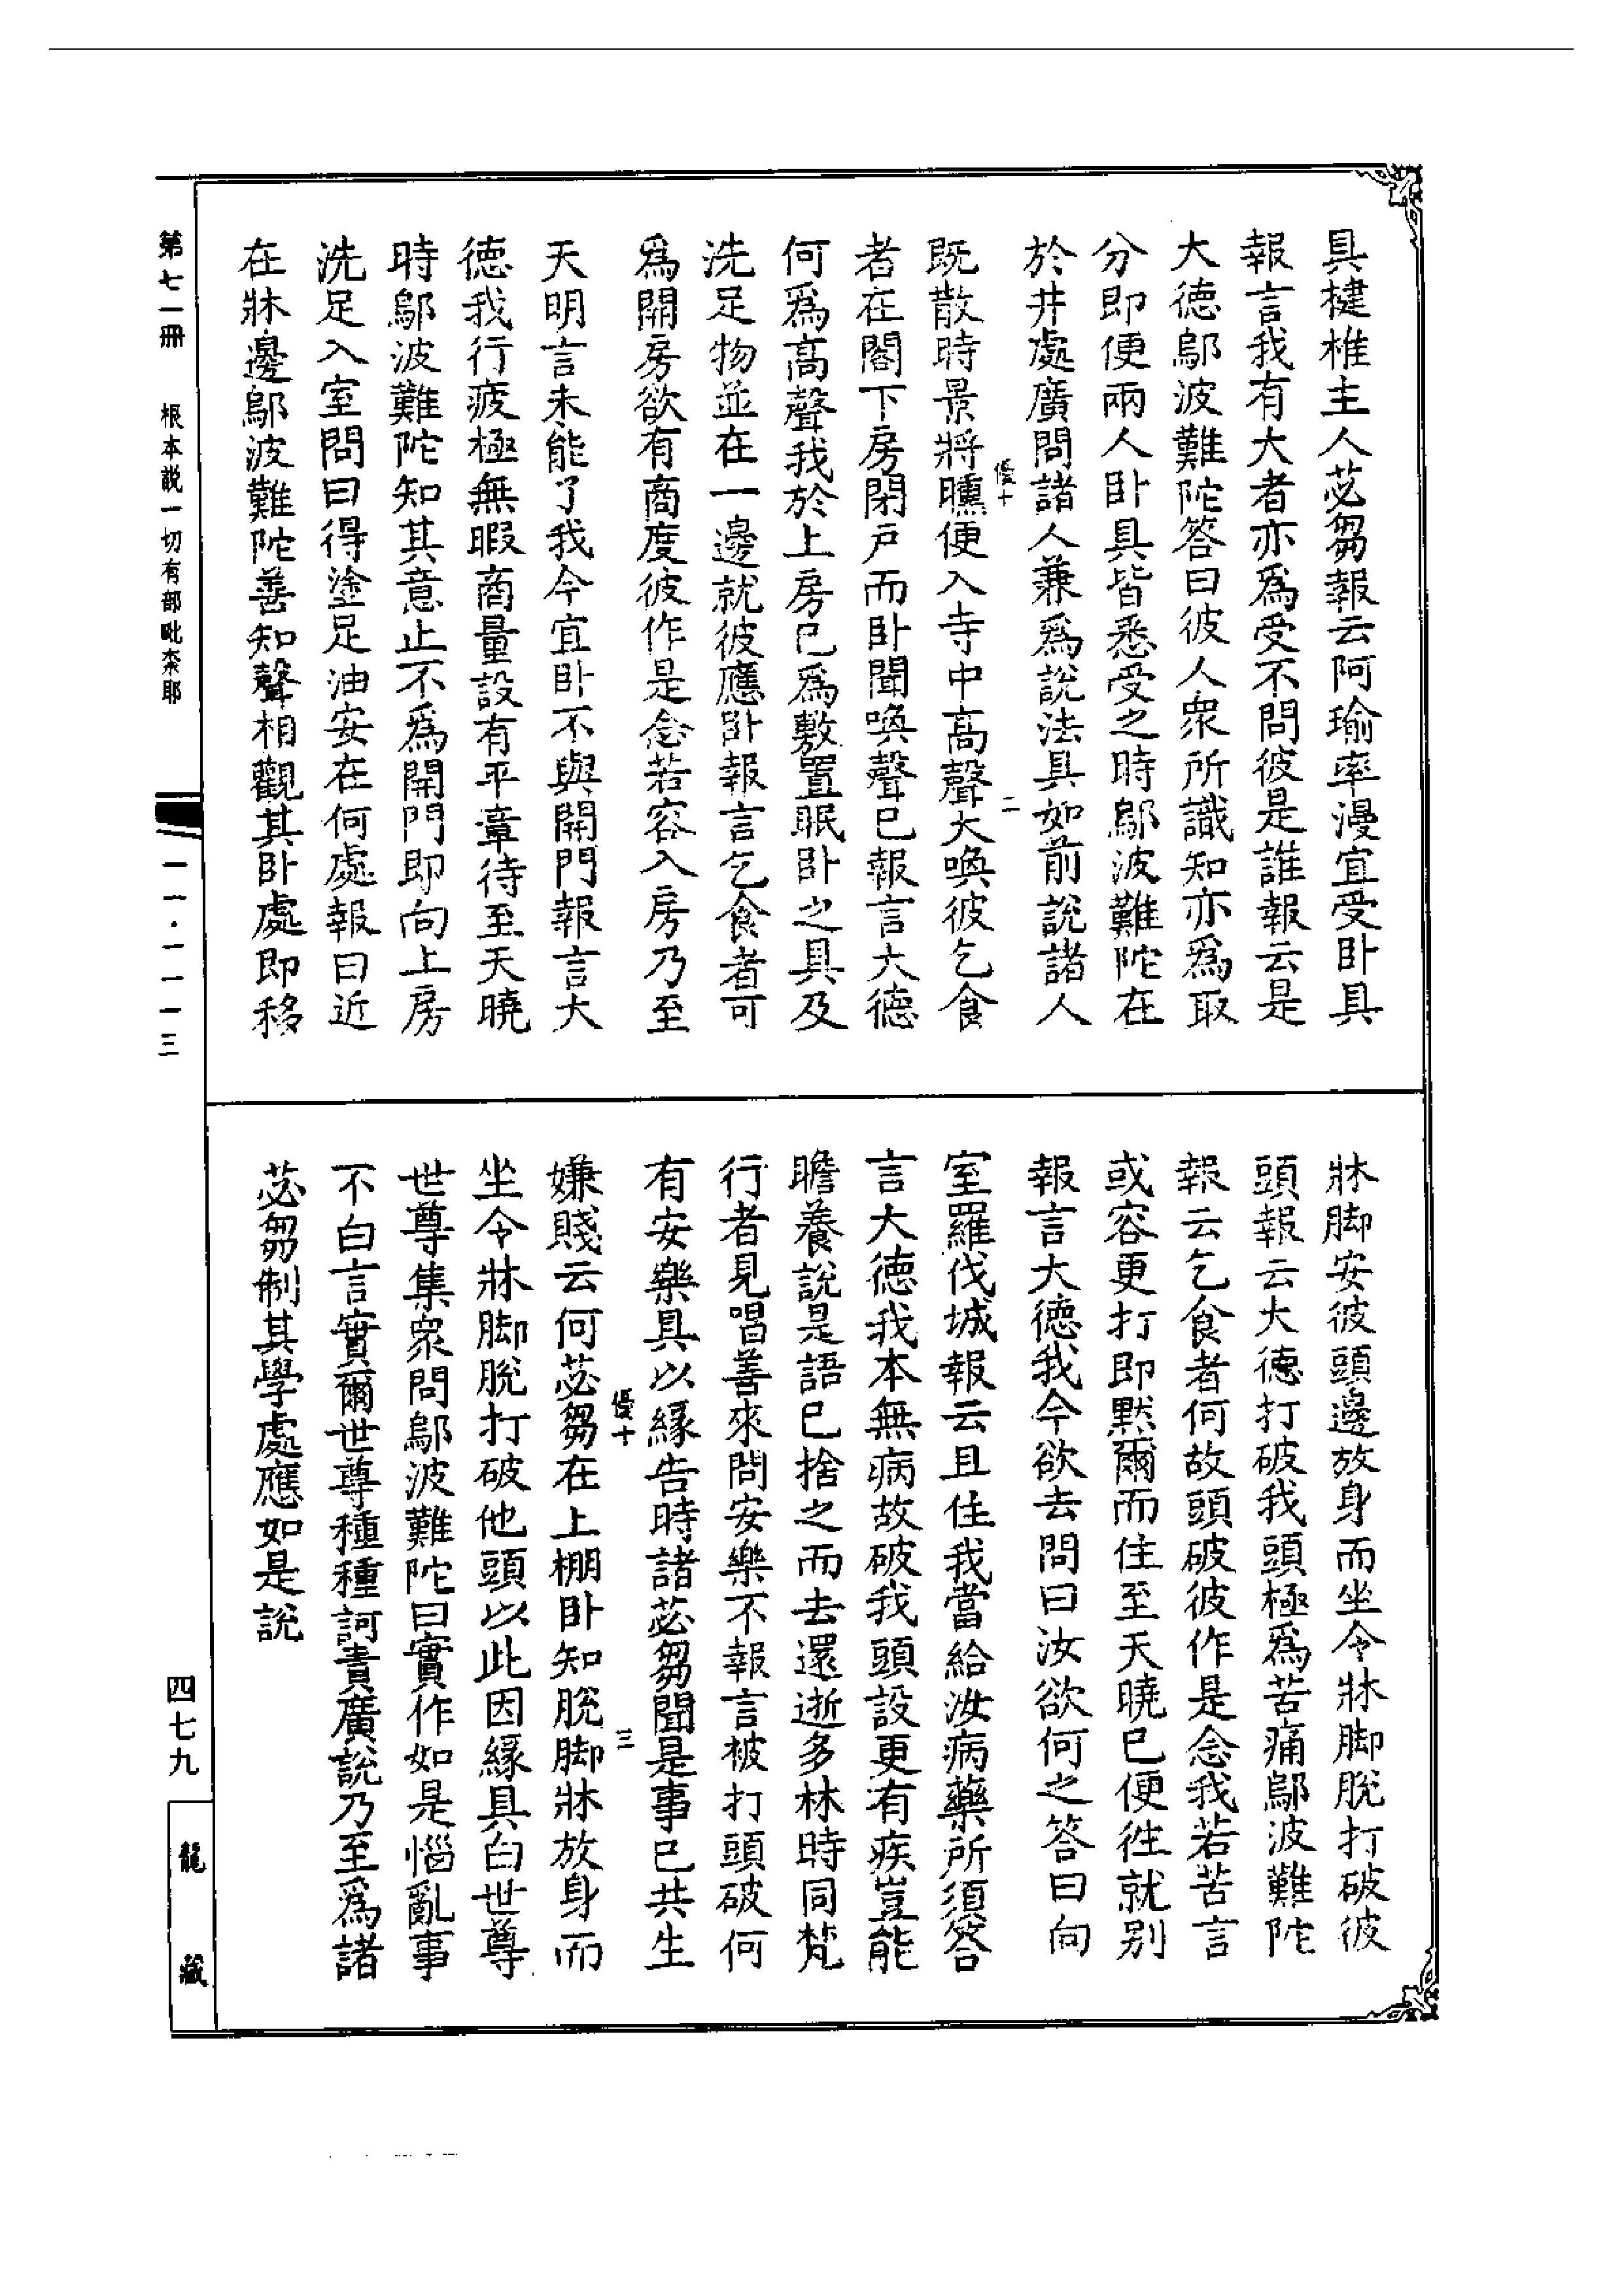 具揵椎主人苾芻報云阿瑜率漫宜受卧具
報言我有大者亦爲受不問彼是誰報云是
大德鄔波難陀答曰彼人衆所識知亦爲取
分即便兩人卧具皆悉受之時鄔波難陀在
於井處廣問諸人兼爲說法具如前說諸人
優十
二
既散時景將曛便入寺中高聲大喚彼乞食
者在閣下房閉戶而卧聞喚聲已報言大德
何爲高聲我於上房已爲敷置眠卧之具及
洗足物並在一邊就彼應卧報言乞食者可
爲開房欲有商度彼作是念若容入房乃至
天明言未能了我今宜卧不與開門報言大
德我行疲極無暇商量設有平章待至天曉
時鄔波難陀知其意止不爲開門即向上房
洗足入室問曰得塗足油安在何處報曰近
在牀邊鄔波難陀善知聲相觀其卧處即移
牀脚安彼頭邊放身而坐令牀脚脫打破彼
頭報云大德打破我頭極爲苦痛鄔波難陀
報云乞食者何故頭破彼作是念我若苦言
或容更打即默爾而住至天曉已便往就別
報言大德我今欲去問曰汝欲何之答曰向
室羅伐城報云且住我當給汝病藥所須答
言大德我本無病故破我頭設更有疾豈能
瞻養說是語已捨之而去還逝多林時同梵
行者見唱善來問安樂不報言被打頭破何
有安樂具以緣告時諸苾芻聞是事已共生
優十
三
嫌賤云何苾芻在上棚卧知脫脚牀放身而
坐令牀脚脫打破他頭以此因緣具白世尊
世尊集衆問鄔波難陀曰實作如是惱亂事
不白言實爾世尊種種訶責廣說乃至爲諸
苾芻制其學處應如是說
第七一冊
根本説一切有部毗柰耶
一一·一一一三
四七九
龍藏